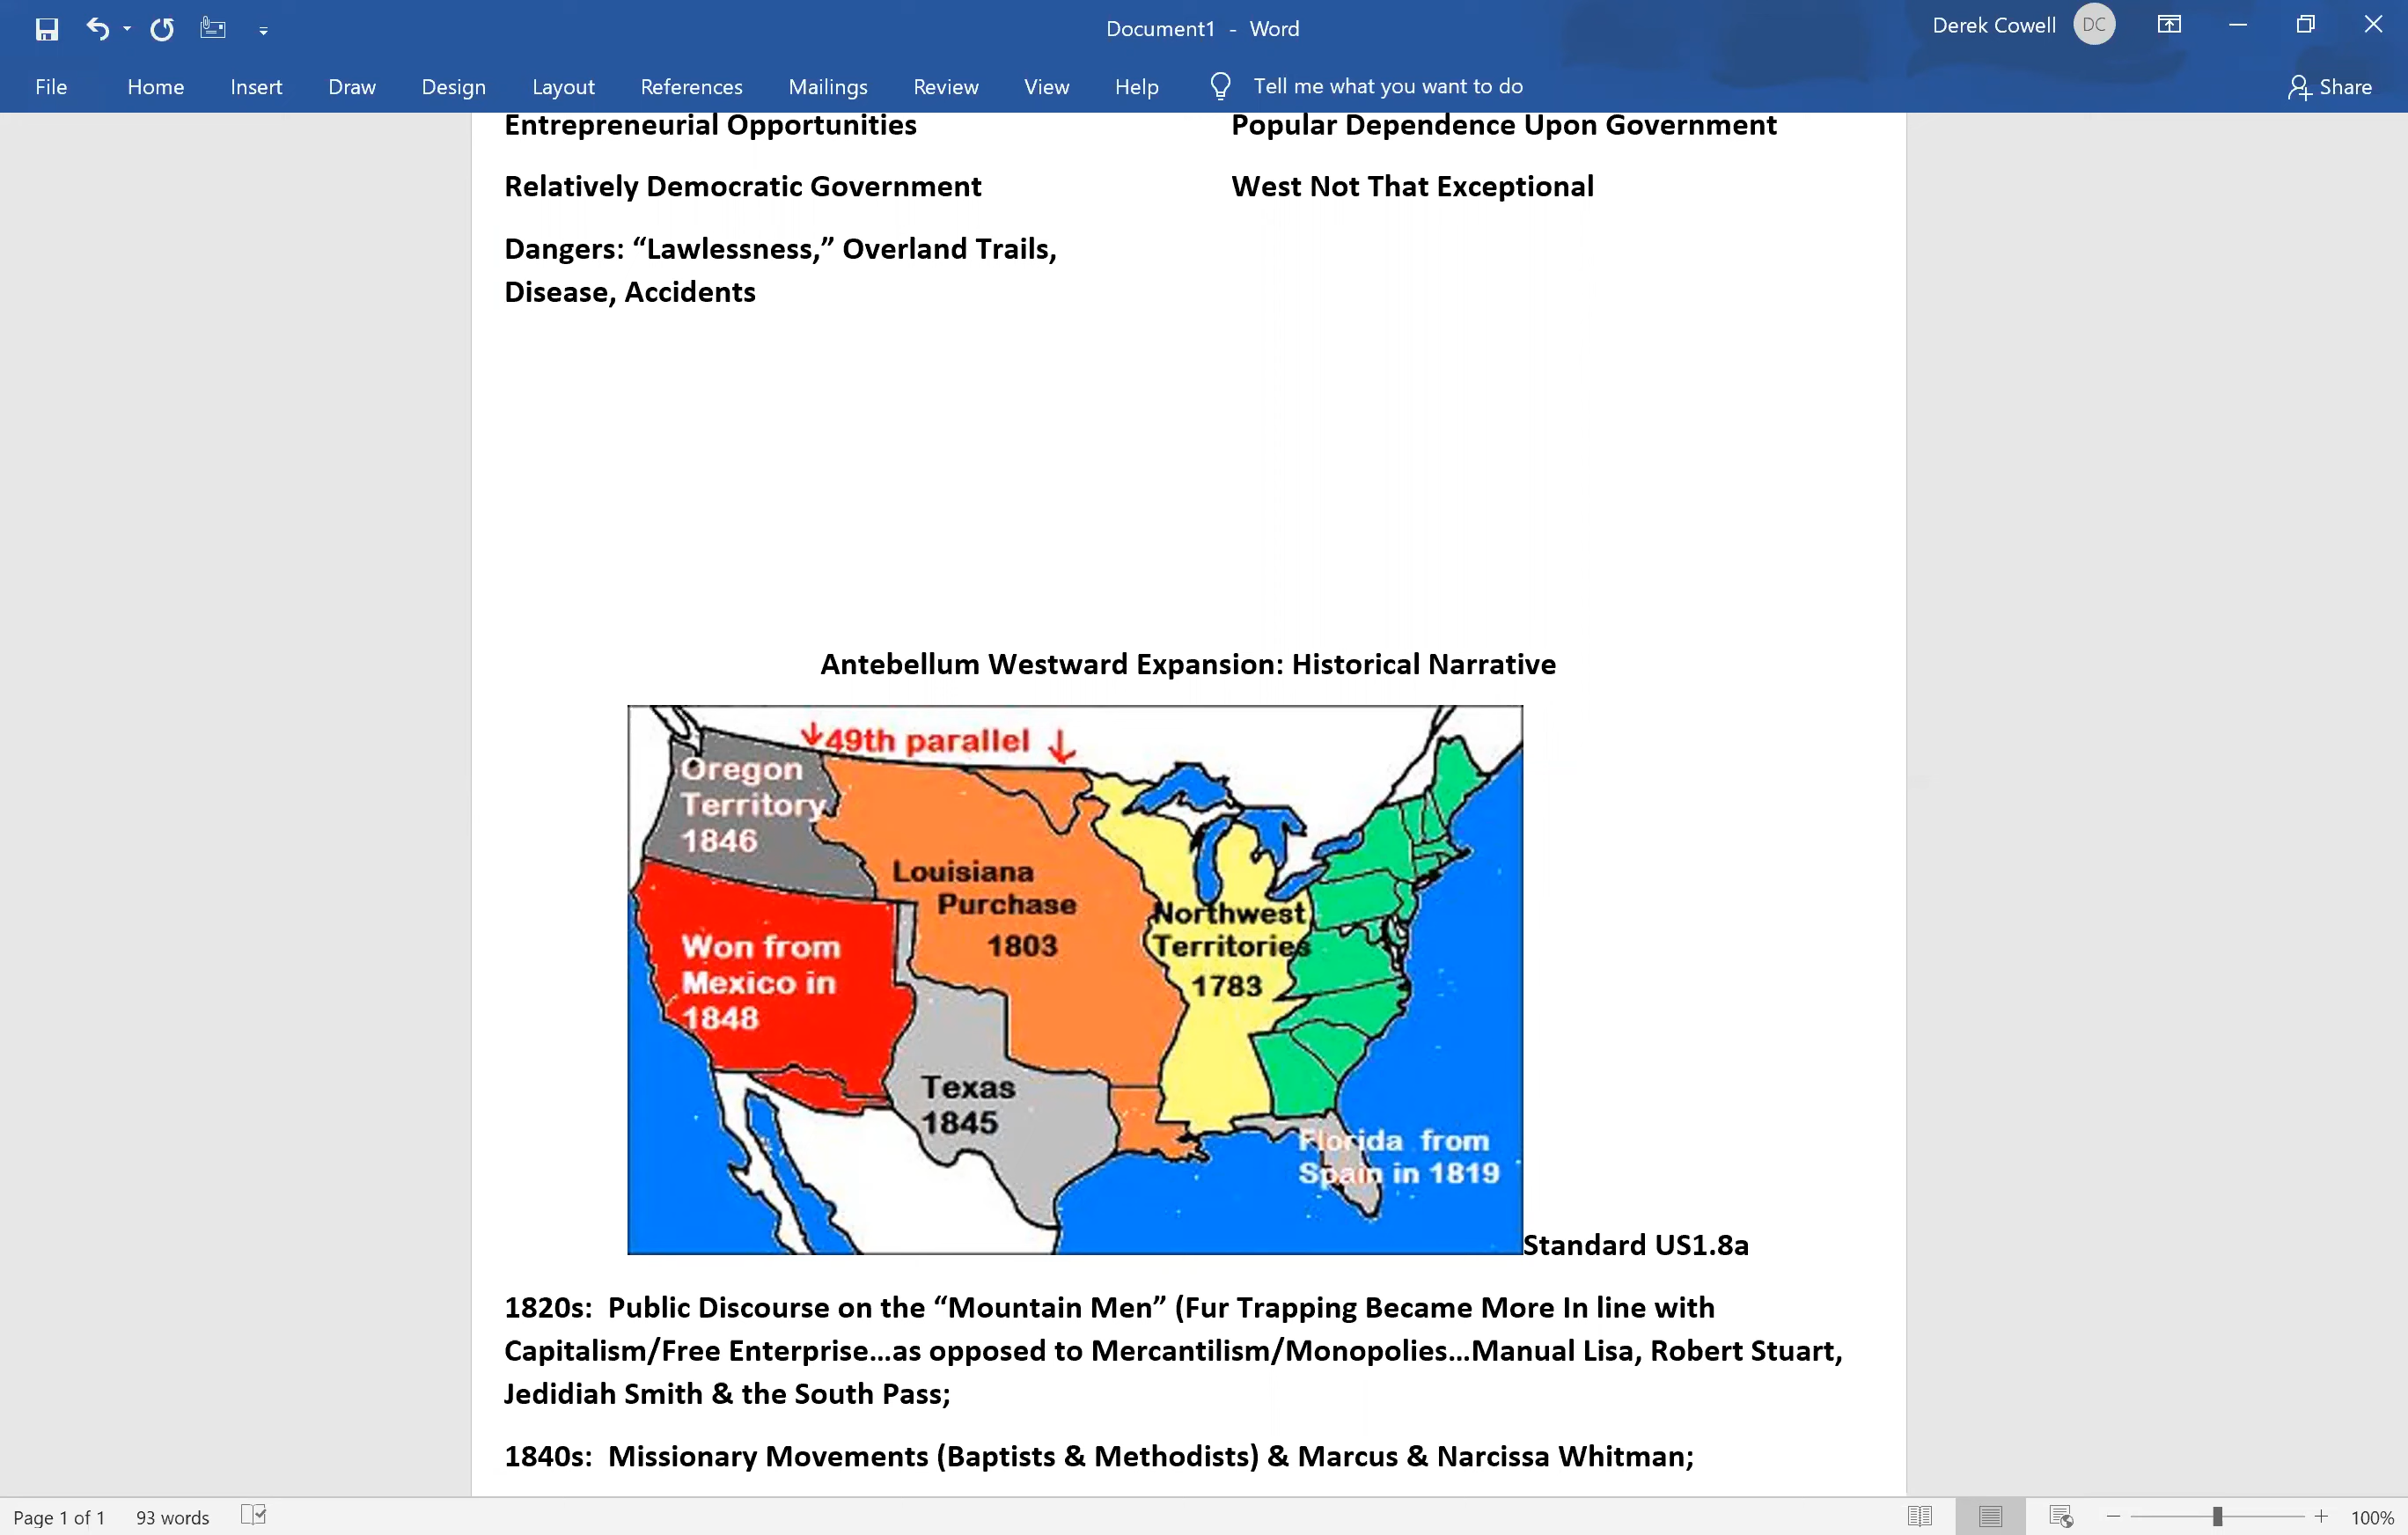 Document1 - Word
Derek Cowell DC
File Home Insert Draw Design Layout References Mailings Review View Help Tell me what you want to do Share
Entrepreneurial Opportunities Popular Dependence Upon Government
Relatively Democratic Government West Not That Exceptional
Dangers: “Lawlessness,” Overland Trails,
Disease, Accidents
Antebellum Westward Expansion: Historical Narrative
49th parallel
Oregon
Territory
1846
Louisiana
Purchase
1803
Northwest
Territories
1783
Won from
Mexico in
1848
Texas
1845
Florida from
Spain in 1819
Standard US1.8a
1820s: Public Discourse on the “Mountain Men” (Fur Trapping Became More In line with
Capitalism/Free Enterprise…as opposed to Mercantilism/Monopolies…Manual Lisa, Robert Stuart,
Jedidiah Smith & the South Pass;
1840s: Missionary Movements (Baptists & Methodists) & Marcus & Narcissa Whitman;
Page 1 of 1 93 words 100%